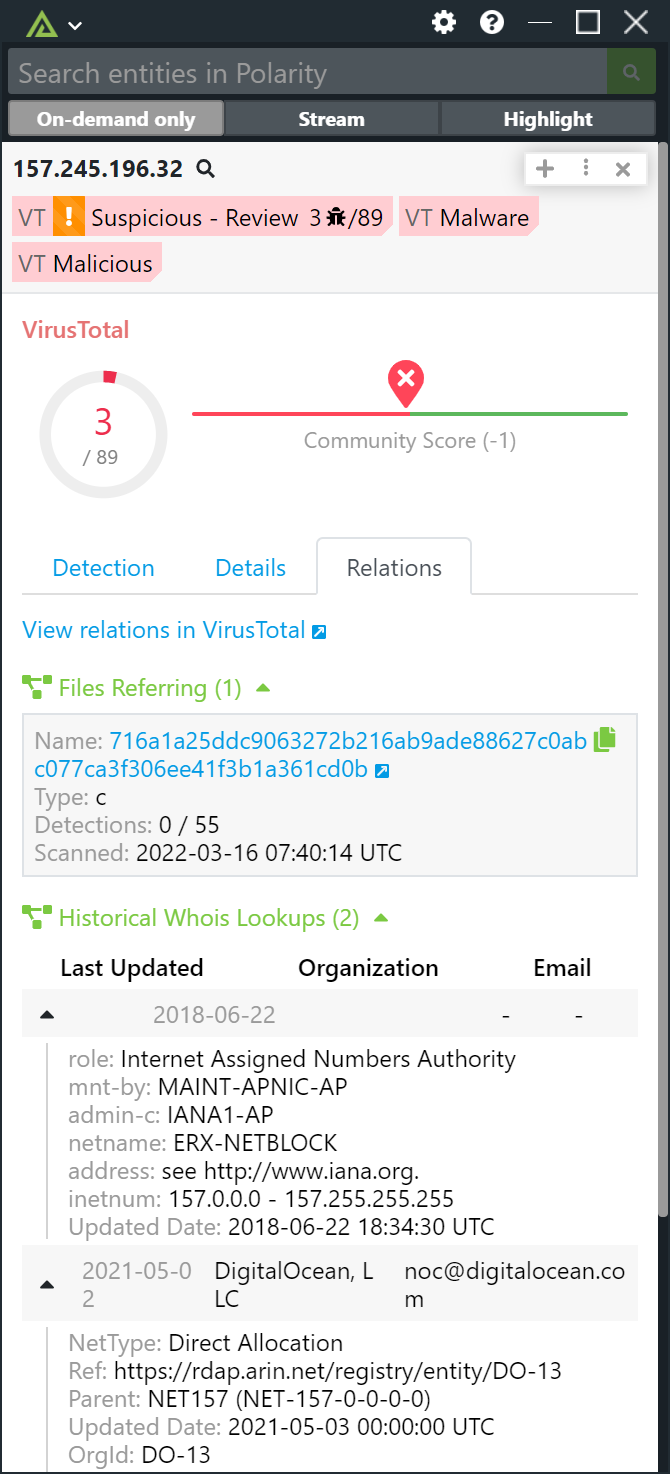 Search entities in Polarity
On-demand only Stream Highlight
157.245.196.32
VT ! Suspicious - Review 3 /89 VT Malware
VT Malicious
VirusTotal
3
/ 89
Community Score (-1)
Detection Details Relations
View relations in VirusTotal
Files Referring (1)
Name: 716a1a25ddc9063272b216ab9ade88627c0ab
c077ca3f306ee41f3b1a361cd0b
Type: c
Detections: 0 / 55
Scanned: 2022-03-16 07:40:14 UTC
Historical Whois Lookups (2)
Last Updated Organization Email
2018-06-22 - -
role: Internet Assigned Numbers Authority
mnt-by: MAINT-APNIC-AP
admin-c: IANA1-AP
netname: ERX-NETBLOCK
address: see http://www.iana.org.
inetnum: 157.0.0.0 - 157.255.255.255
Updated Date: 2018-06-22 18:34:30 UTC
2021-05-0 DigitalOcean, L noc@digitalocean.co
2 LC m
NetType: Direct Allocation
Ref: https://rdap.arin.net/registry/entity/DO-13
Parent: NET157 (NET-157-0-0-0-0)
Updated Date: 2021-05-03 00:00:00 UTC
OrgId: DO-13